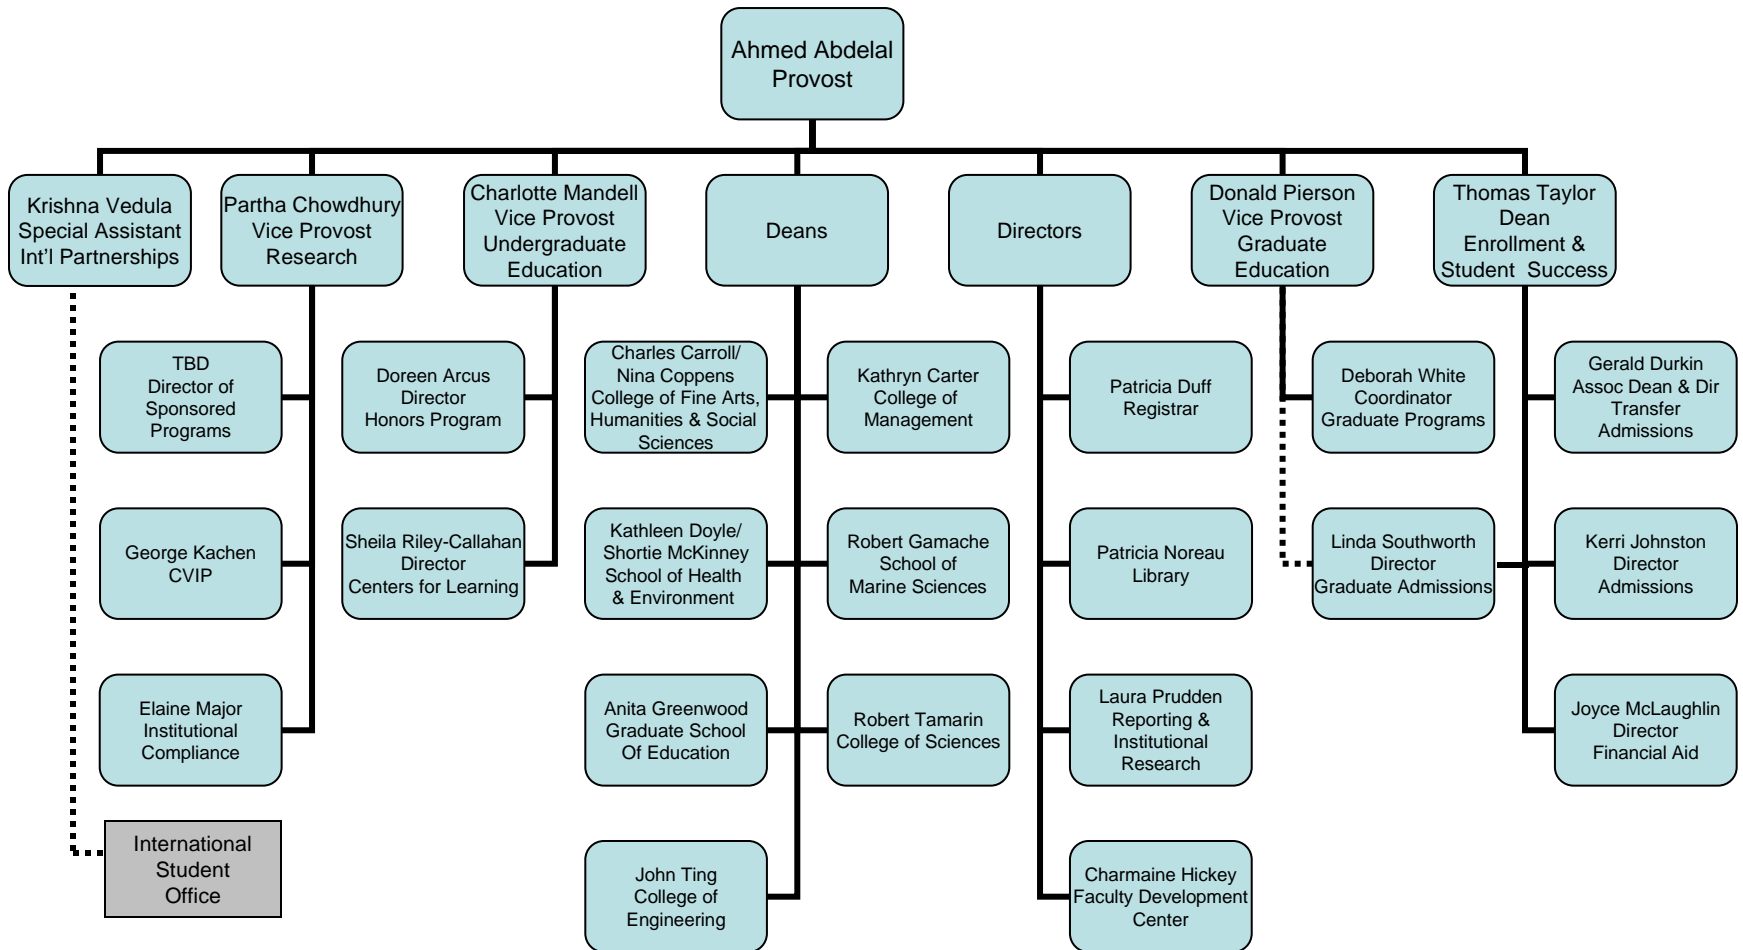 Ahmed Abdelal
Provost
Krishna Vedula
Special Assistant
Int'l Partnerships
Partha Chowdhury
Vice Provost
Research
Charlotte Mandell
Vice Provost
Undergraduate
Education
Deans
Directors
Donald Pierson
Vice Provost
Graduate
Education
Thomas Taylor
Dean
Enrollment &
Student Success
TBD
Director of
Sponsored
Programs
Doreen Arcus
Director
Honors Program
Charles Carroll/
Nina Coppens
College of Fine Arts,
Humanities & Social
Sciences
Kathryn Carter
College of
Management
Patricia Duff
Registrar
Deborah White
Coordinator
Graduate Programs
Gerald Durkin
Assoc Dean & Dir
Transfer
Admissions
George Kachen
CVIP
Sheila Riley-Callahan
Director
Centers for Learning
Kathleen Doyle/
Shortie McKinney
School of Health
& Environment
Robert Gamache
School of
Marine Sciences
Patricia Noreau
Library
Linda Southworth
Director
Graduate Admissions
Kerri Johnston
Director
Admissions
Elaine Major
Institutional
Compliance
Anita Greenwood
Graduate School
Of Education
Robert Tamarin
College of Sciences
Laura Prudden
Reporting &
Institutional
Research
Joyce McLaughlin
Director
Financial Aid
International
Student
Office
John Ting
College of
Engineering
Charmaine Hickey
Faculty Development
Center